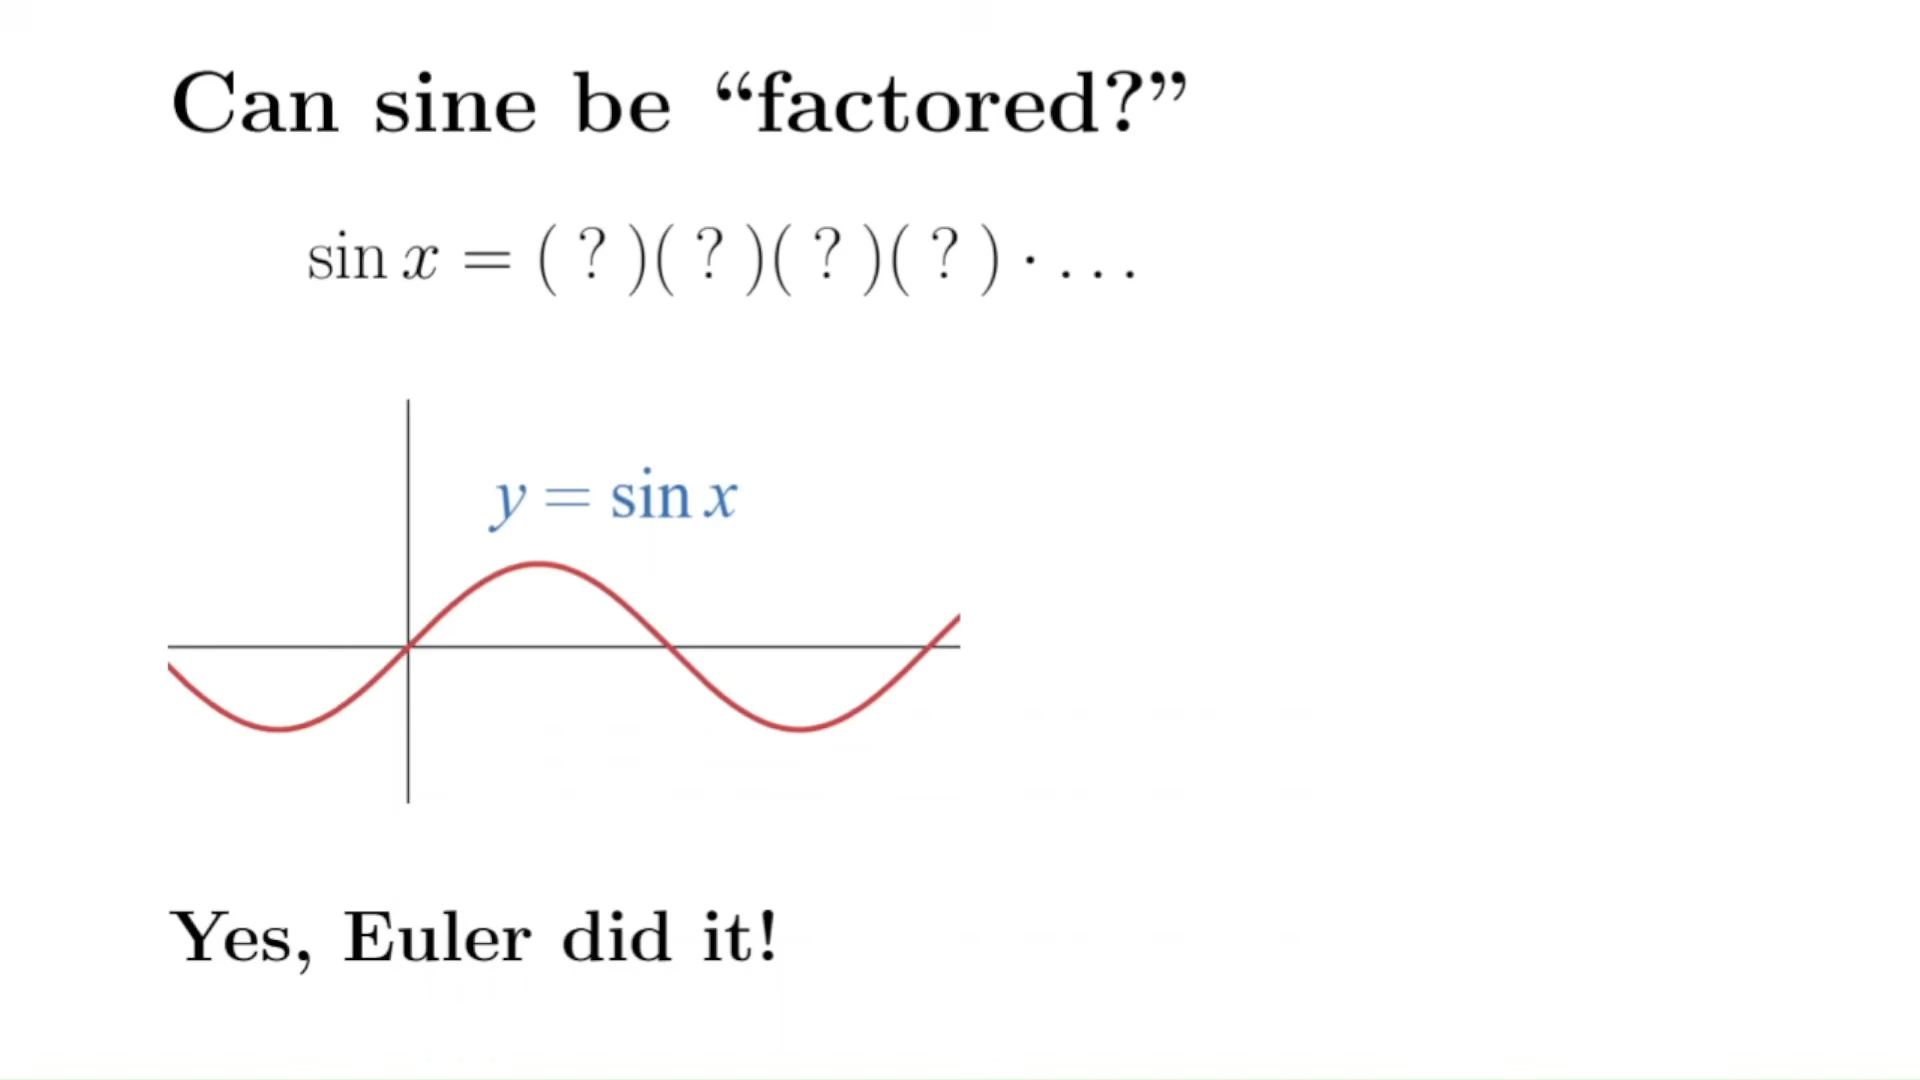 Can sine be “factored?”
sin x = ( ? )( ? )( ? )( ? ) · . . .
y = sin x
Yes, Euler did it!